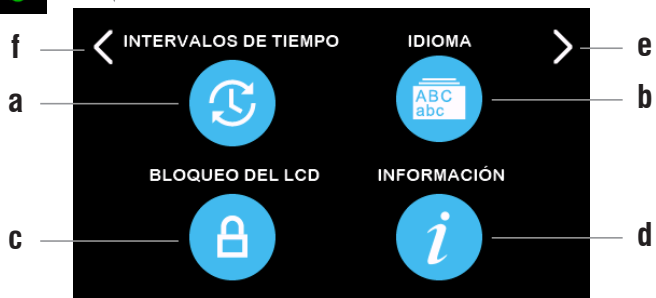 f INTERVALOS DE TIEMPO IDIOMA e
a ABC b
abc
BLOQUEO DEL LCD INFORMACIÓN
c i d